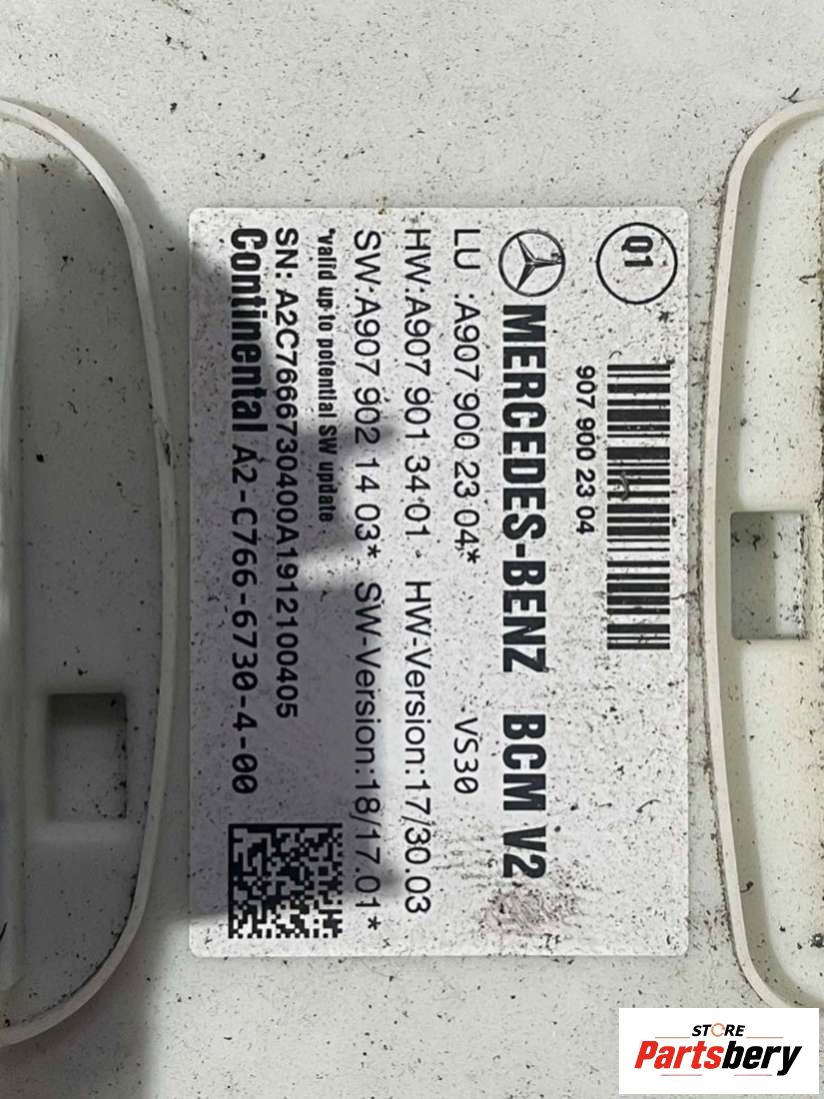 Q1
907 900 23 04
MERCEDES-BENZ BCM V2
LU :A907 900 23 04* VS30
HW:A907 901 34 01 HW-Version:17/30.03
SW:A907 902 14 03* SW-Version:18/17.01*
*valid up to potential SW update
SN: A2C7666730400A1912100405
Continental A2-C766-6730-4-00
STORE
Partsbery